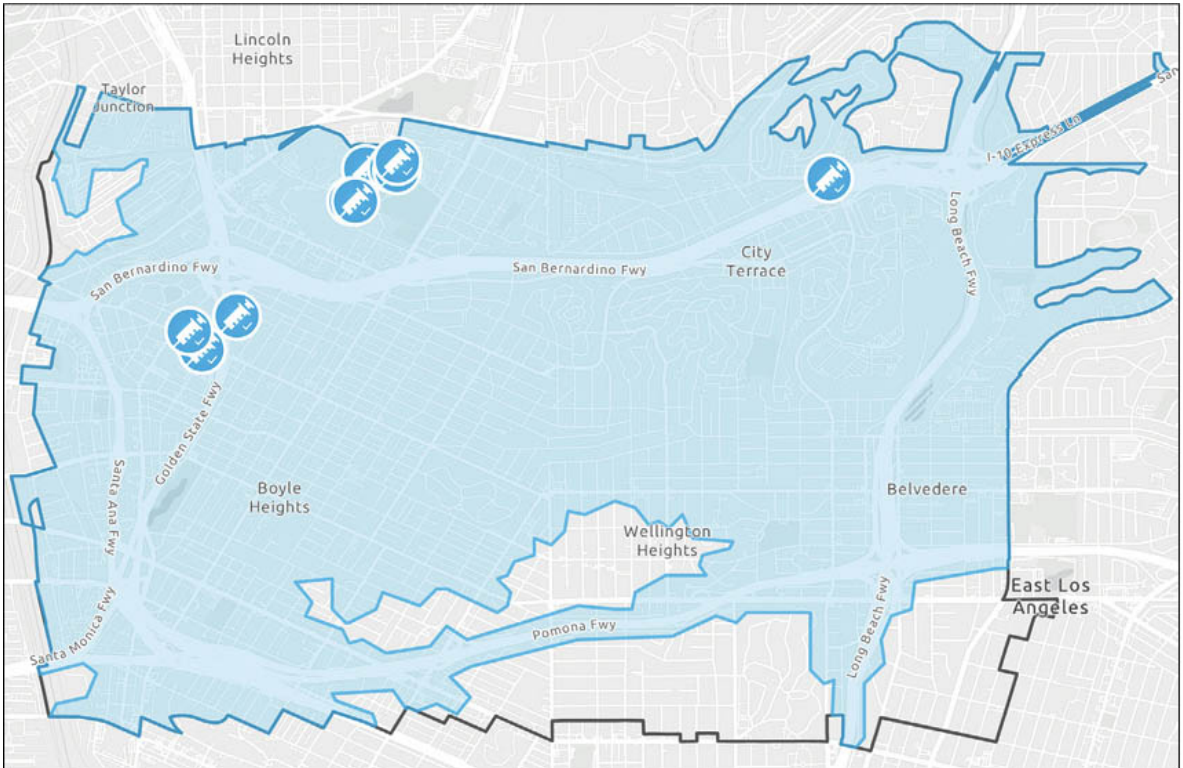 Lincoln
Heights
Taylor
Junction
San
I-10 Express Ln
San Bernardino Fwy
San Bernardino Fwy
City
Terrace
Long Beach Fwy
Golden State Fwy
Santa Ana Fwy
Boyle
Heights
Belvedere
Wellington
Heights
East Los
Angeles
Pomona Fwy
Long Beach Fwy
Santa Monica Fwy